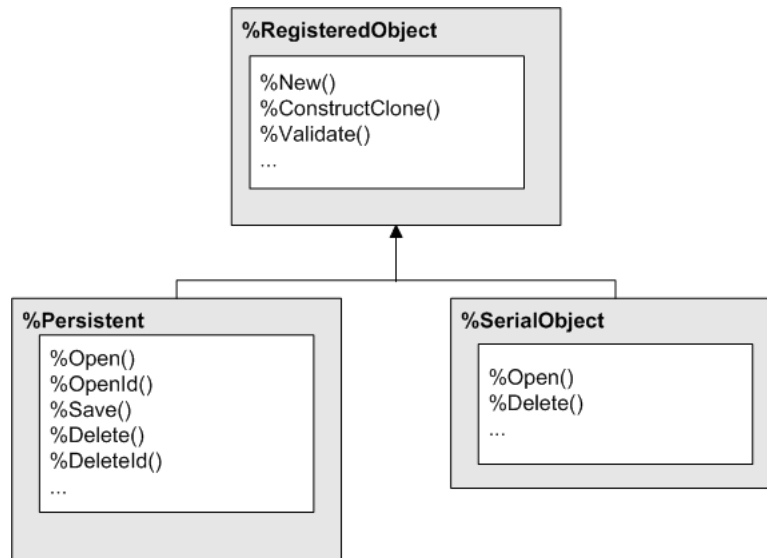 %RegisteredObject
%New()
%ConstructClone()
%Validate()
...
%Persistent
%Open()
%OpenId()
%Save()
%Delete()
%DeleteId()
...
%SerialObject
%Open()
%Delete()
...